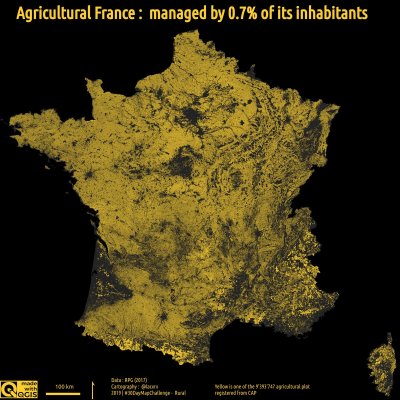 Agricultural France : managed by 0.7% of its inhabitants
made
with
QGIS
100 km
Data : RPG (2017)
Cartography : @lacoro
2019 | #30DayMapChallenge - Rural
Yellow is one of the 9'393'747 agricultural plot
registered from CAP